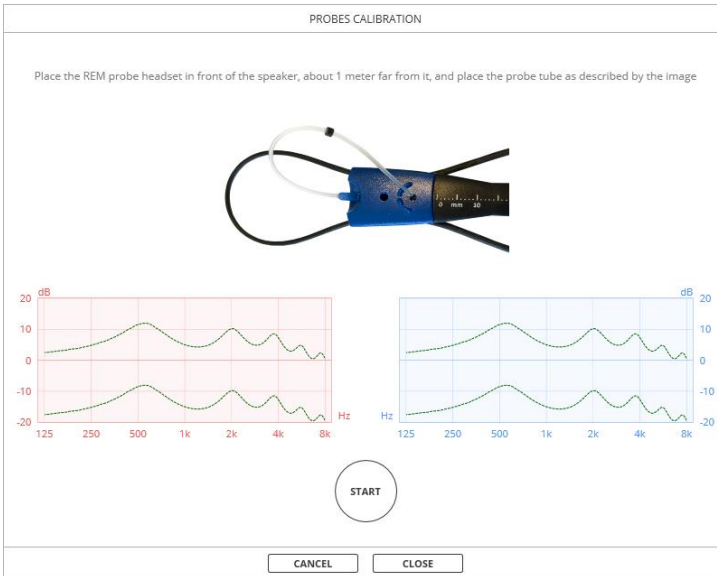 PROBES CALIBRATION
Place the REM probe headset in front of the speaker, about 1 meter far from it, and place the probe tube as described by the image
0 mm 10
dB
20
10
0
-10
-20
Hz
125 250 500 1k 2k 4k 8k
dB
20
10
0
-10
-20
Hz
125 250 500 1k 2k 4k 8k
START
CANCEL CLOSE